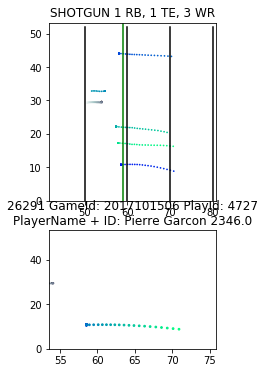 SHOTGUN 1 RB, 1 TE, 3 WR
50
40
30
20
10
0
50 60 70 80
26291 GameId: 2017101506 PlayId: 4727
PlayerName + ID: Pierre Garcon 2346.0
40
20
0
55 60 65 70 75